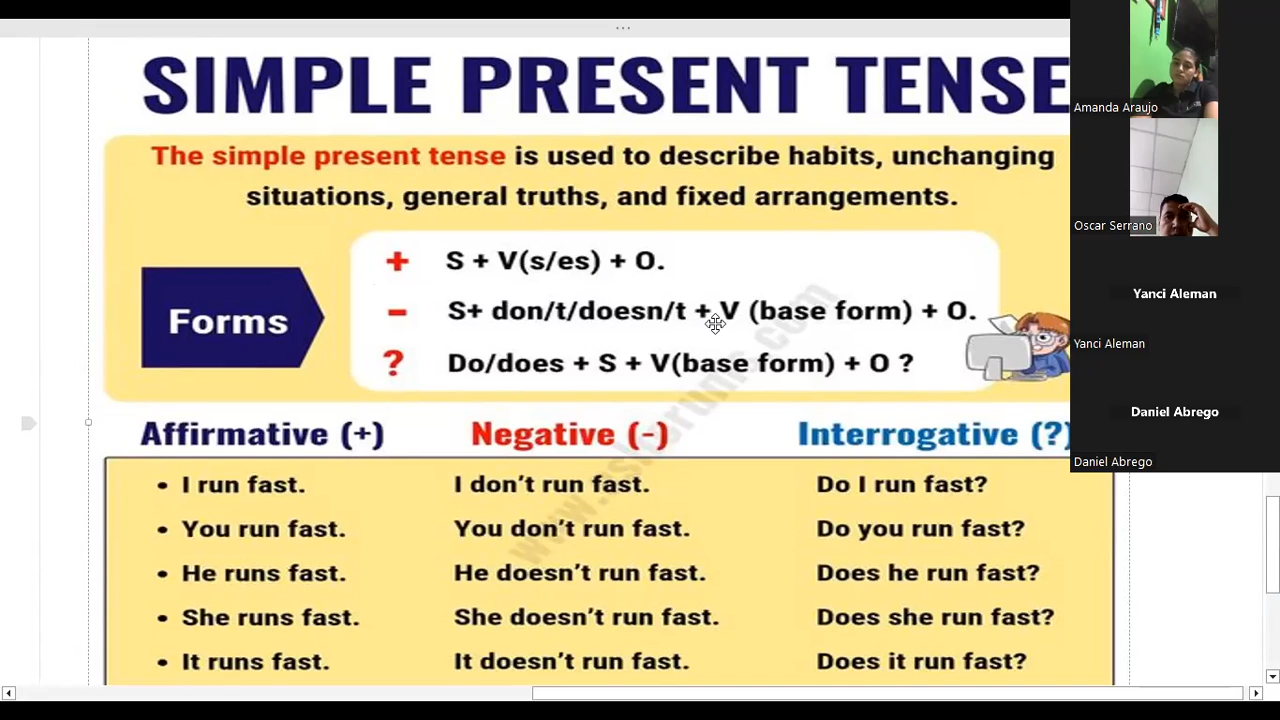 SIMPLE PRESENT TENSE
The simple present tense is used to describe habits, unchanging
situations, general truths, and fixed arrangements.
Forms
+ S + V(s/es) + O.
- S+ don/t/doesn/t + V (base form) + O.
? Do/does + S + V(base form) + O ?
Affirmative (+) Negative (-) Interrogative (?)
• I run fast. I don't run fast. Do I run fast?
• You run fast. You don't run fast. Do you run fast?
• He runs fast. He doesn't run fast. Does he run fast?
• She runs fast. She doesn't run fast. Does she run fast?
• It runs fast. It doesn't run fast. Does it run fast?
Amanda Araujo
Oscar Serrano
Yanci Aleman
Yanci Aleman
Daniel Abrego
Daniel Abrego